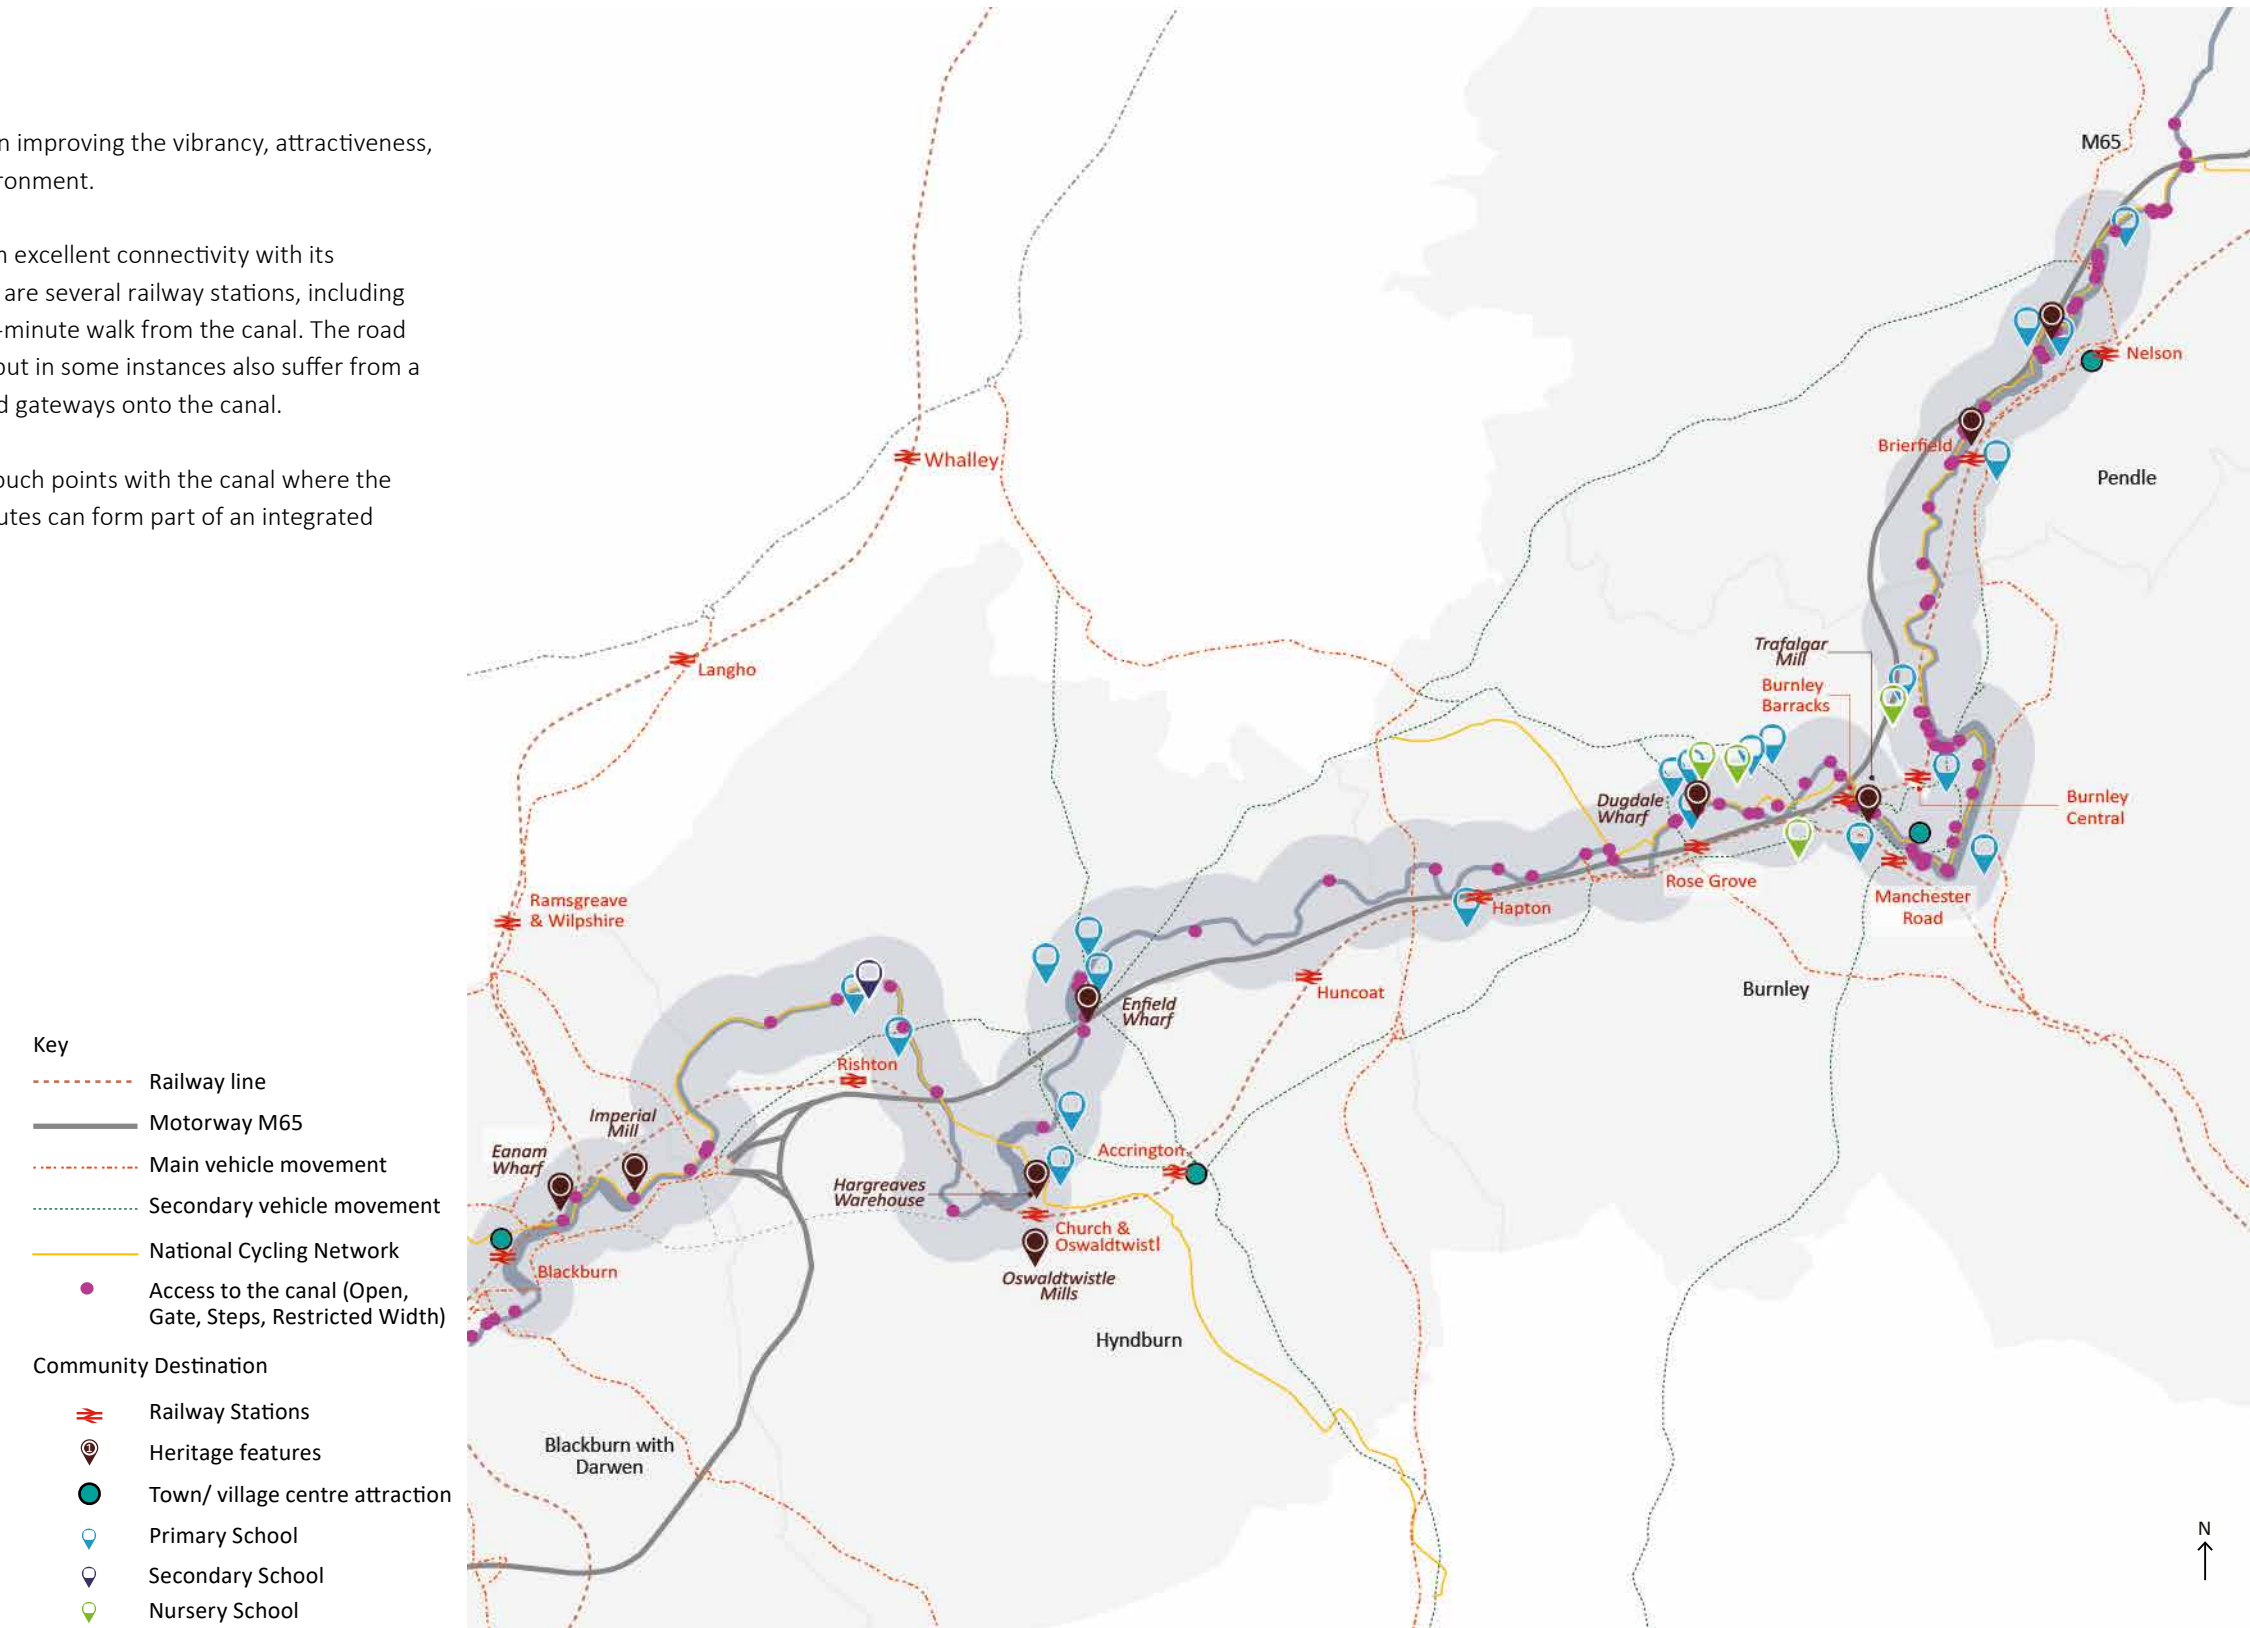 n improving the vibrancy, attractiveness,
ronment.
n excellent connectivity with its
are several railway stations, including
-minute walk from the canal. The road
out in some instances also suffer from a
d gateways onto the canal.
ouch points with the canal where the
utes can form part of an integrated
Key
Railway line
Motorway M65
Main vehicle movement
Secondary vehicle movement
National Cycling Network
Access to the canal (Open,
Gate, Steps, Restricted Width)
Community Destination
Railway Stations
1
Heritage features
Town/ village centre attraction
Primary School
Secondary School
Nursery School
M65
Nelson
Brierfield
Pendle
Whalley
Langho
Trafalgar
Mill
Burnley
Barracks
Dugdale
Wharf
Burnley
Central
Rose Grove
Manchester
Road
Hapton
Ramsgreave
& Wilpshire
Huncoat
Burnley
Enfield
Wharf
Rishton
Imperial
Mill
Eanam
Wharf
Accrington
Hargreaves
Warehouse
Church &
Oswaldtwistl
Blackburn
Oswaldtwistle
Mills
Hyndburn
Blackburn with
Darwen
N